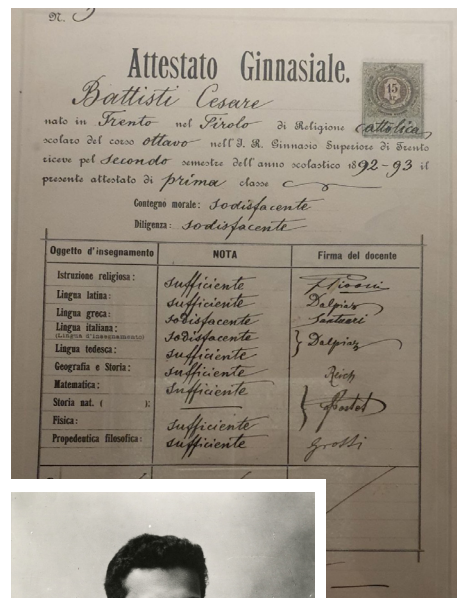 N. 3
Attestato Ginnasiale.
15
Battisti Cesare
nato in Trento nel Tirolo di Religione Cattolica
scolaro del corso ottavo nell'I. R. Ginnasio Superiore di Trento
riceve pel secondo semestre dell'anno scolastico 1892-93 il
presente attestato di prima classe
Contegno morale: sodisfacente
Diligenza: sodisfacente
Oggetto d'insegnamento NOTA Firma del docente
Istruzione religiosa: sufficiente
Lingua latina: sufficiente Dalpiaz
Lingua greca: sodisfacente Santuari
Lingua italiana: sodisfacente Dalpiaz
(Lingua d'insegnamento)
Lingua tedesca: sufficiente
Geografia e Storia: sufficiente Reich
Matematica: sufficiente
Storia nat. ( ):
Fisica: sufficiente
Propedeutica filosofica: sufficiente Grossi